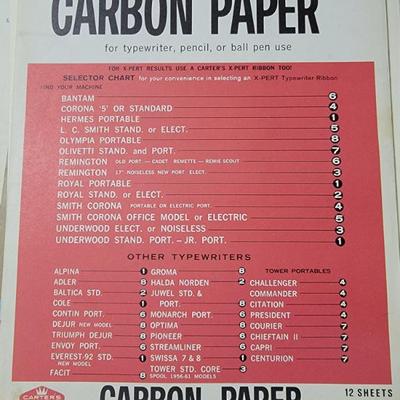 CARBON PAPER
for typewriter, pencil, or ball pen use
FOR X-PERT RESULTS USE A CARTER'S X-PERT RIBBON TOO!
SELECTOR CHART for your convenience in selecting an X-PERT Typewriter Ribbon
FIND YOUR MACHINE
BANTAM 6
CORONA '5' OR STANDARD 4
HERMES PORTABLE 1
L. C. SMITH STAND. or ELECT. 5
OLYMPIA PORTABLE 8
OLIVETTI STAND. and PORT. 7
REMINGTON OLD PORT. — CADET REMETTE — REMIE SCOUT 6
REMINGTON 17" NOISELESS NEW PORT ELECT. 3
ROYAL PORTABLE 1
ROYAL STAND. or ELECT. 2
SMITH CORONA PORTABLE OR ELECTRIC PORT. 4
SMITH CORONA OFFICE MODEL or ELECTRIC 5
UNDERWOOD ELECT. or NOISELESS 3
UNDERWOOD STAND. PORT. - JR. PORT. 1
OTHER TYPEWRITERS
ALPINA 1
ADLER 8
BALTICA STD. 2
COLE 1
CONTIN PORT. 6
DEJUR NEW MODEL 8
TRIUMPH DEJUR 8
ENVOY PORT. 6
EVEREST-92 STD. 1
NEW MODEL
FACIT 8
GROMA 8
HALDA NORDEN 2
JUWEL STD. &
PORT. 8
MONARCH PORT. 6
OPTIMA 8
PIONEER 6
STREAMLINER 6
SWISSA 7 & 8 1
TOWER STD. CORE 3
SPOOL 1956-61 MODELS
TOWER PORTABLES
CHALLENGER 4
COMMANDER 4
CITATION 4
PRESIDENT 4
COURIER 7
CHIEFTAIN II 7
CAPRI 7
CENTURION 7
CARTER'S
CARBON PAPER
12 SHEETS